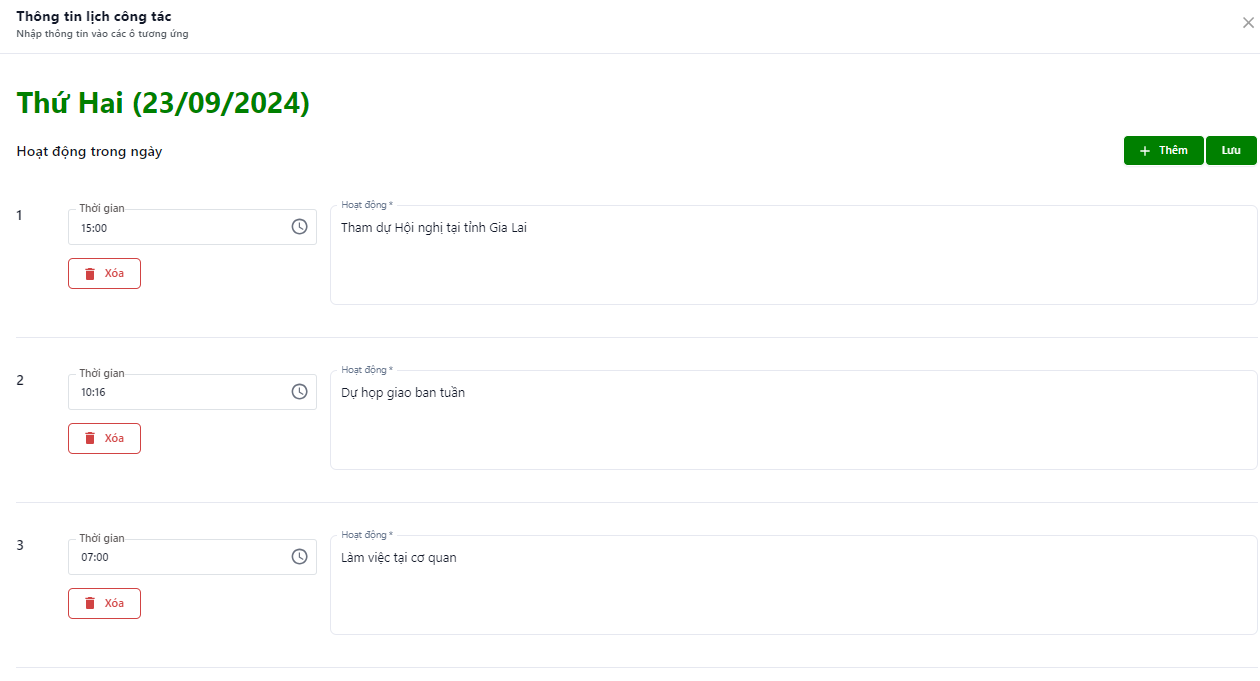 Thông tin lịch công tác
Nhập thông tin vào các ô tương ứng
Thứ Hai (23/09/2024)
Hoạt động trong ngày
Thêm
Lưu
1
Thời gian
15:00
Xóa
Hoạt động *
Tham dự Hội nghị tại tỉnh Gia Lai
2
Thời gian
10:16
Xóa
Hoạt động *
Dự họp giao ban tuần
3
Thời gian
07:00
Xóa
Hoạt động *
Làm việc tại cơ quan